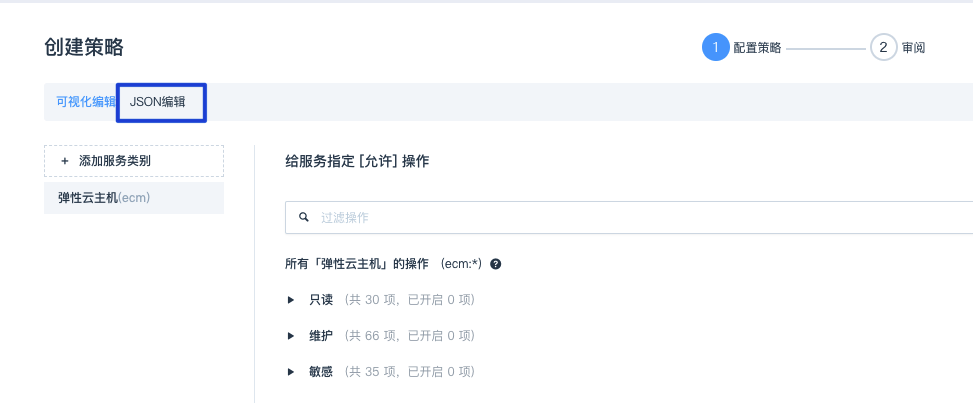 创建策略
1 配置策略 2 审阅
可视化编辑 JSON编辑
+ 添加服务类别
弹性云主机(ecm)
给服务指定 [允许] 操作
过滤操作
所有「弹性云主机」的操作 (ecm:*) ?
只读 (共 30 项，已开启 0 项)
维护 (共 66 项，已开启 0 项)
敏感 (共 35 项，已开启 0 项)